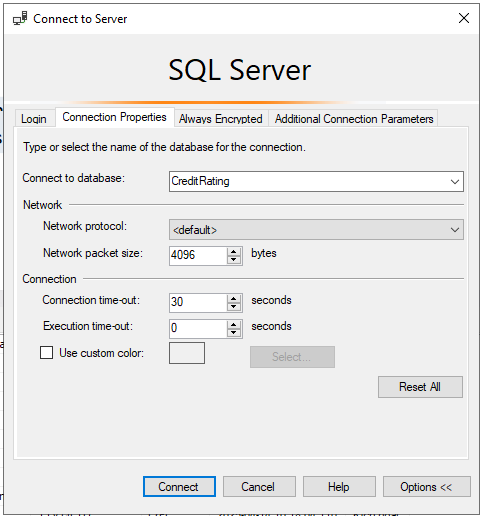 Connect to Server
SQL Server
Login
Connection Properties
Always Encrypted
Additional Connection Parameters
Type or select the name of the database for the connection.
Connect to database:
CreditRating
Network
Network protocol:
<default>
Network packet size:
4096
bytes
Connection
Connection time-out:
30
seconds
Execution time-out:
0
seconds
Use custom color:
Select...
Reset All
Connect
Cancel
Help
Options <<